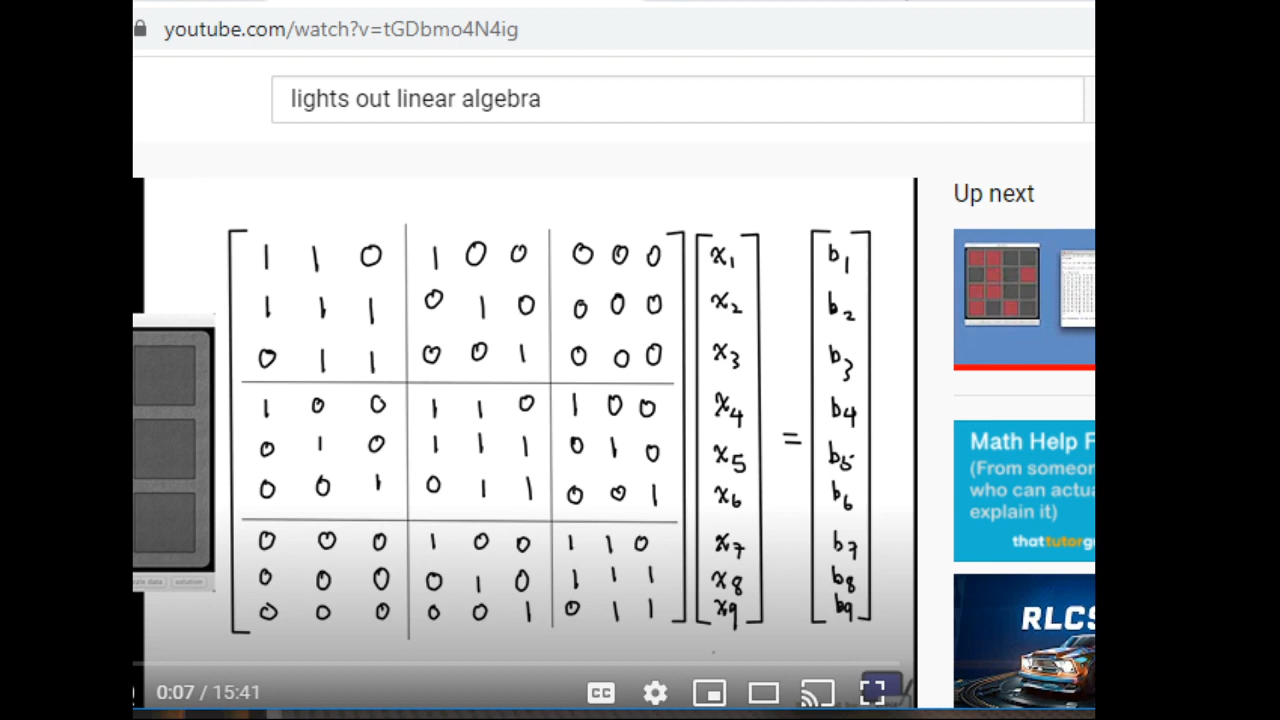 youtube.com/watch?v=tGDbmo4N4ig
lights out linear algebra
Up next
1 1 0 1 0 0 0 0 0 x1 b1
1 1 1 0 1 0 0 0 0 x2 b2
0 1 1 0 0 1 0 0 0 x3 b3
1 0 0 1 1 0 1 0 0 x4 b4
0 1 0 1 1 1 0 1 0 x5 = b5
0 0 1 0 1 1 0 0 1 x6 b6
0 0 0 1 0 0 1 1 0 x7 b7
0 0 0 0 1 0 1 1 1 x8 b8
0 0 0 0 0 1 0 1 1 x9 b9
Math Help F
(From someon
who can actua
explain it)
thattutorg
solution
RLCS
0:07 / 15:41
CC